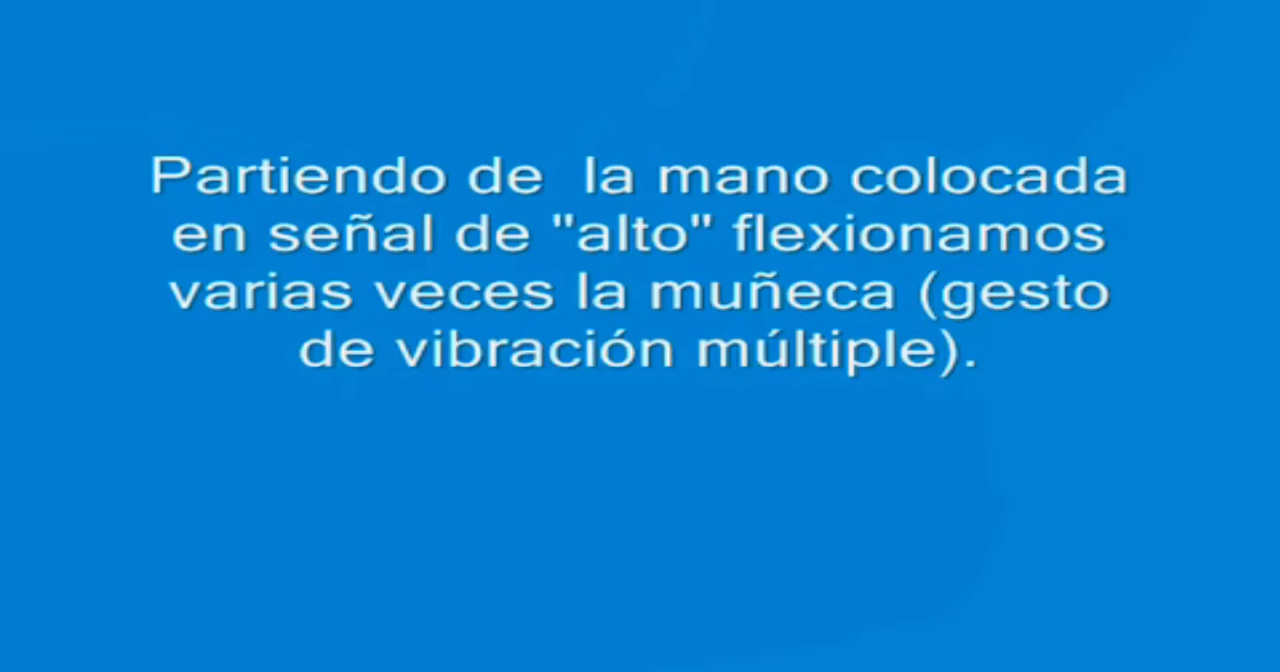 Partiendo de  la mano colocada
en señal de "alto" flexionamos
varias veces la muñeca (gesto
de vibración múltiple).